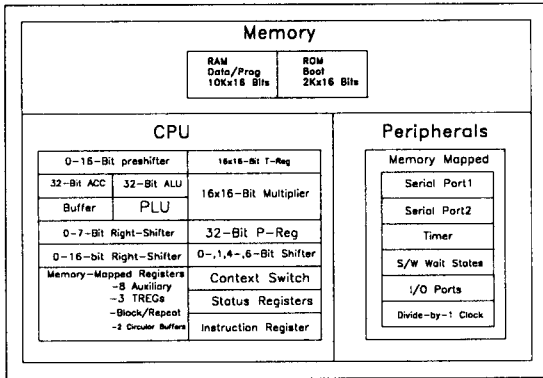 Memory
RAM
Data/Prog
10Kx16 Bits
ROM
Boot
2Kx16 Bits
CPU
0-16-Bit preshifter
16x16-Bit T-Reg
32-Bit ACC
32-Bit ALU
16x16-Bit Multiplier
Buffer
PLU
0-7-Bit Right-Shifter
32-Bit P-Reg
0-16-bit Right-Shifter
0-,1,4-,6-Bit Shifter
Memory-Mapped Registers
-8 Auxiliary
-3 TREGs
-Block/Repeat
-2 Circular Buffers
Context Switch
Status Registers
Instruction Register
Peripherals
Memory Mapped
Serial Port1
Serial Port2
Timer
S/W Wait States
I/O Ports
Divide-by-1 Clock